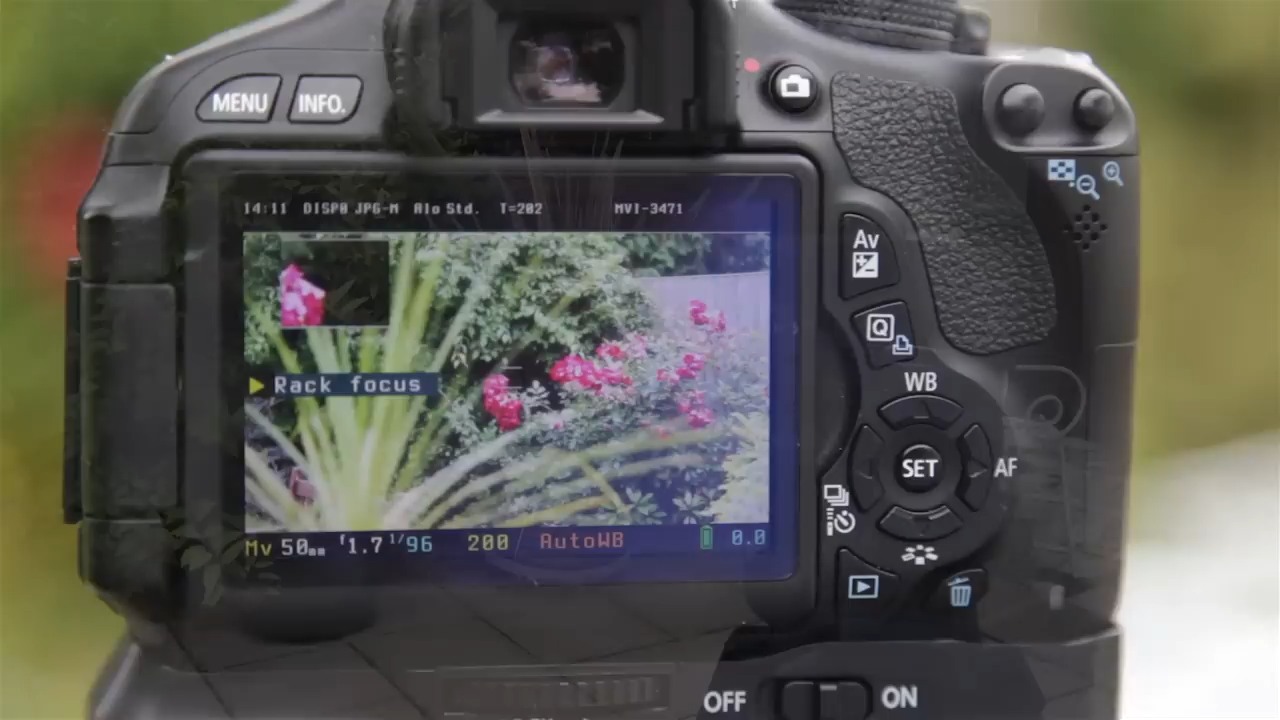 MENU INFO.
14:11 DISP0 JPG-M Alo Std. T=202 MVI-3471
Av
Q
Rack focus
WB
SET
AF
Mv 50mm f1.7 1/96 200 AutoWB 0.0
OFF ON